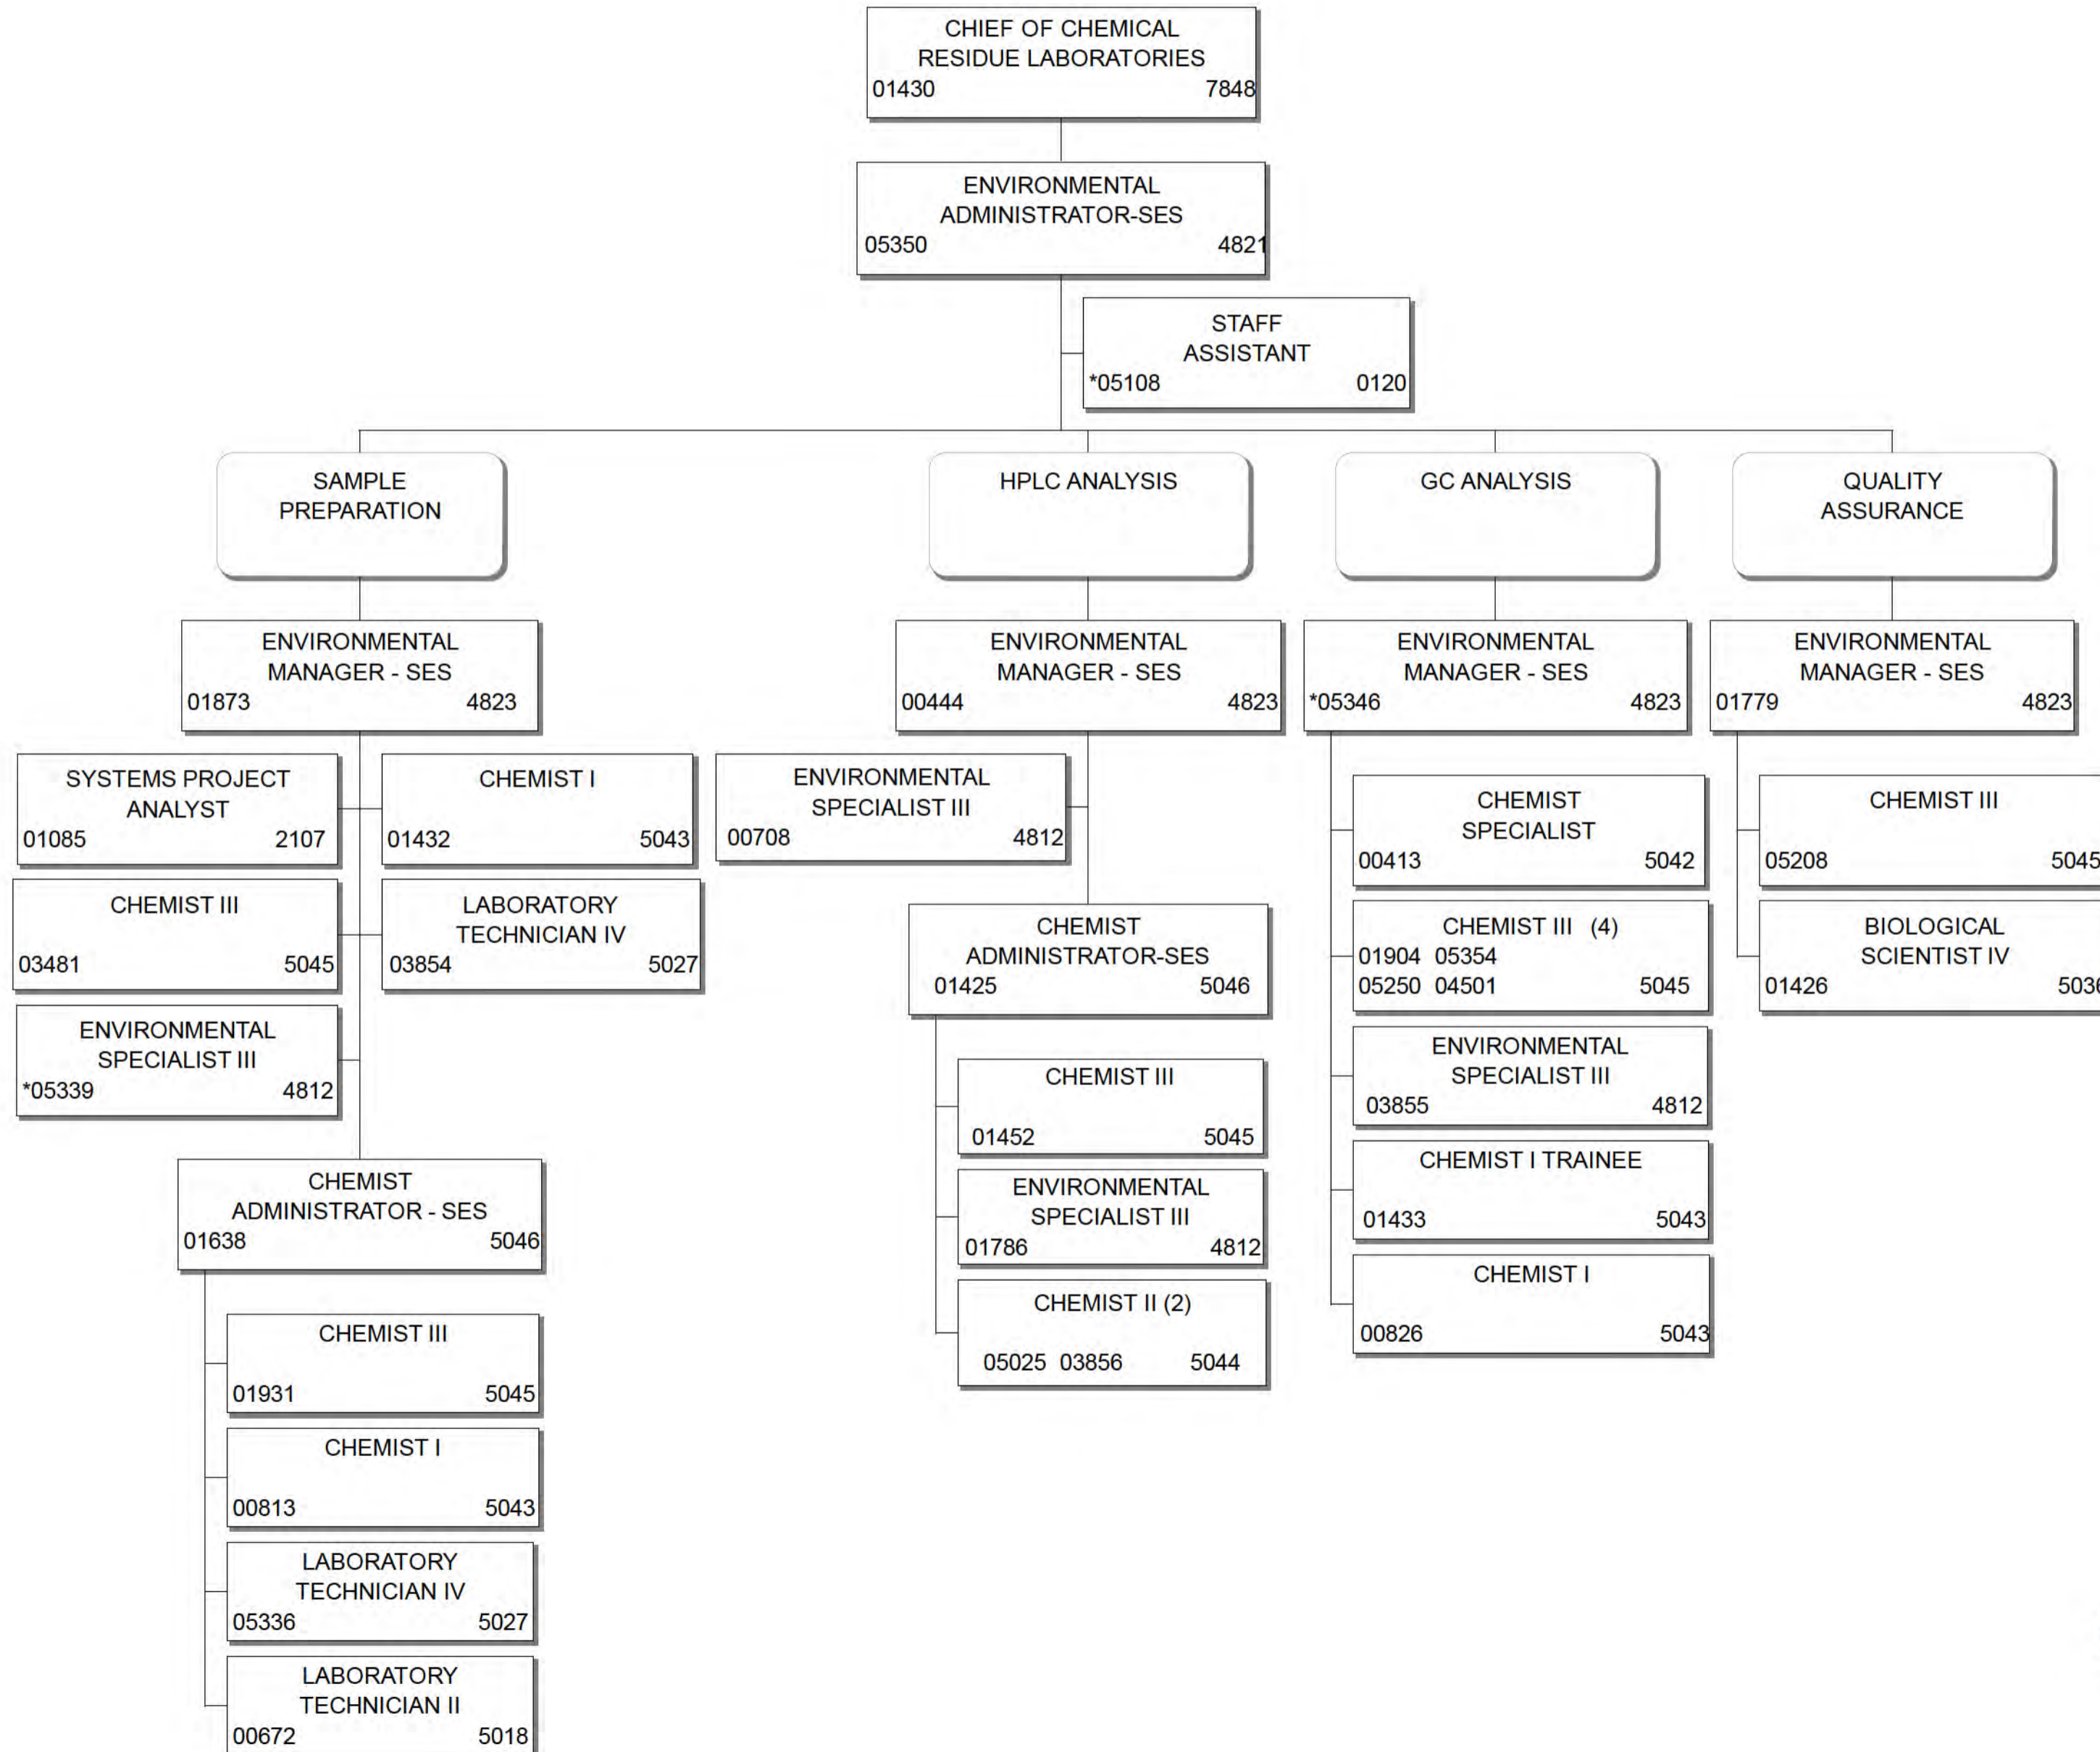 CHIEF OF CHEMICAL
RESIDUE LABORATORIES
01430 7848
ENVIRONMENTAL
ADMINISTRATOR-SES
05350 4821
STAFF
ASSISTANT
*05108 0120
SAMPLE
PREPARATION
HPLC ANALYSIS
GC ANALYSIS
QUALITY
ASSURANCE
ENVIRONMENTAL
MANAGER - SES
01873 4823
SYSTEMS PROJECT
ANALYST
01085 2107
CHEMIST I
01432 5043
CHEMIST III
03481 5045
LABORATORY
TECHNICIAN IV
03854 5027
ENVIRONMENTAL
SPECIALIST III
*05339 4812
CHEMIST
ADMINISTRATOR - SES
01638 5046
CHEMIST III
01931 5045
CHEMIST I
00813 5043
LABORATORY
TECHNICIAN IV
05336 5027
LABORATORY
TECHNICIAN II
00672 5018
ENVIRONMENTAL
MANAGER - SES
00444 4823
ENVIRONMENTAL
SPECIALIST III
00708 4812
CHEMIST
ADMINISTRATOR-SES
01425 5046
CHEMIST III
01452 5045
ENVIRONMENTAL
SPECIALIST III
01786 4812
CHEMIST II (2)
05025 03856 5044
ENVIRONMENTAL
MANAGER - SES
*05346 4823
CHEMIST
SPECIALIST
00413 5042
CHEMIST III (4)
01904 05354
05250 04501 5045
ENVIRONMENTAL
SPECIALIST III
03855 4812
CHEMIST I TRAINEE
01433 5043
CHEMIST I
00826 5043
ENVIRONMENTAL
MANAGER - SES
01779 4823
CHEMIST III
05208 5045
BIOLOGICAL
SCIENTIST IV
01426 5036